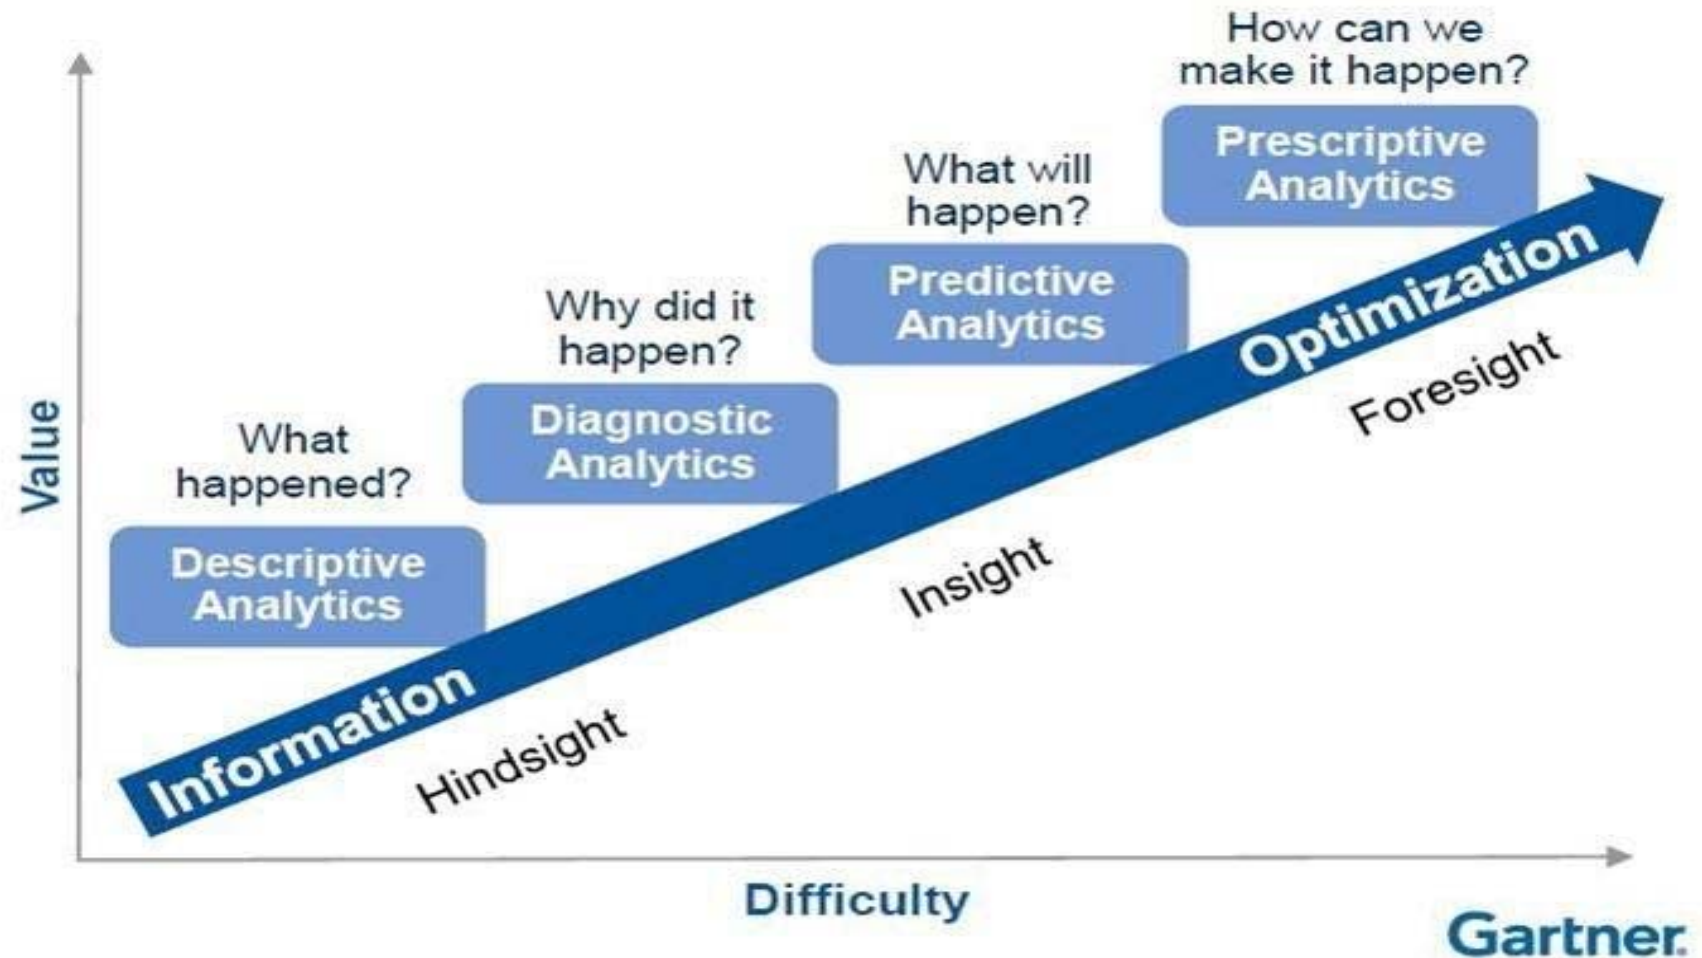 How can we
make it happen?
Prescriptive
Analytics
What will
happen?
Predictive
Analytics
Why did it
happen?
Diagnostic
Analytics
What
happened?
Descriptive
Analytics
Value
Information
Optimization
Hindsight
Insight
Foresight
Difficulty
Gartner.